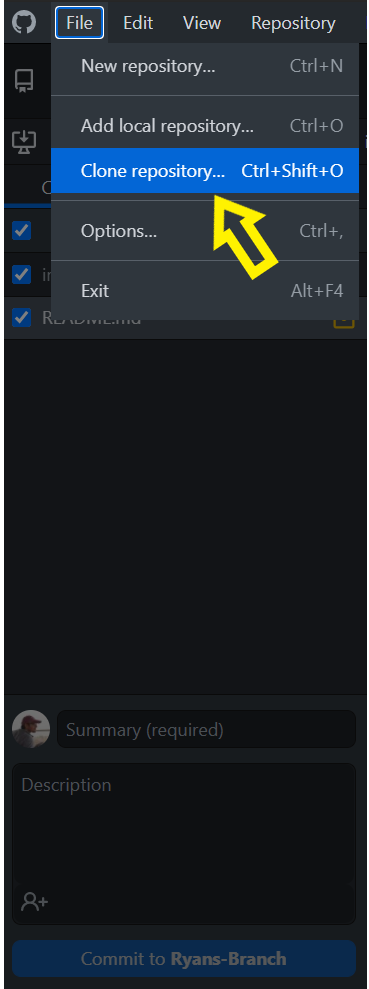 File Edit View Repository
New repository... Ctrl+N
Add local repository... Ctrl+O
Clone repository... Ctrl+Shift+O
Options... Ctrl+,
Exit Alt+F4
README.md
Summary (required)
Description
Commit to Ryans-Branch